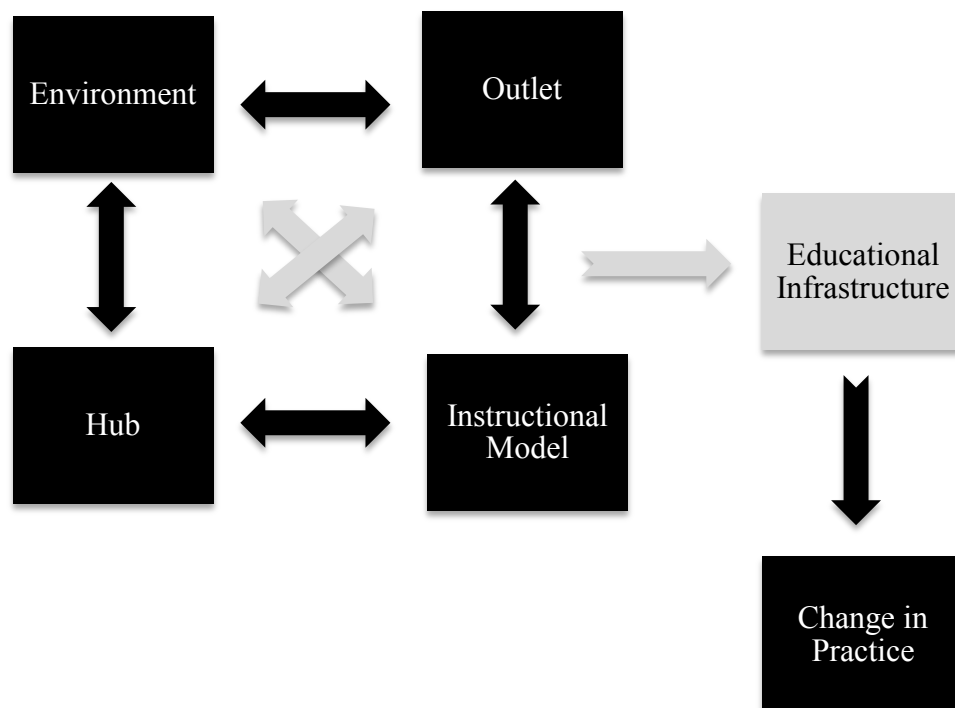 Environment
Outlet
Educational
Infrastructure
Hub
Instructional
Model
Change in
Practice